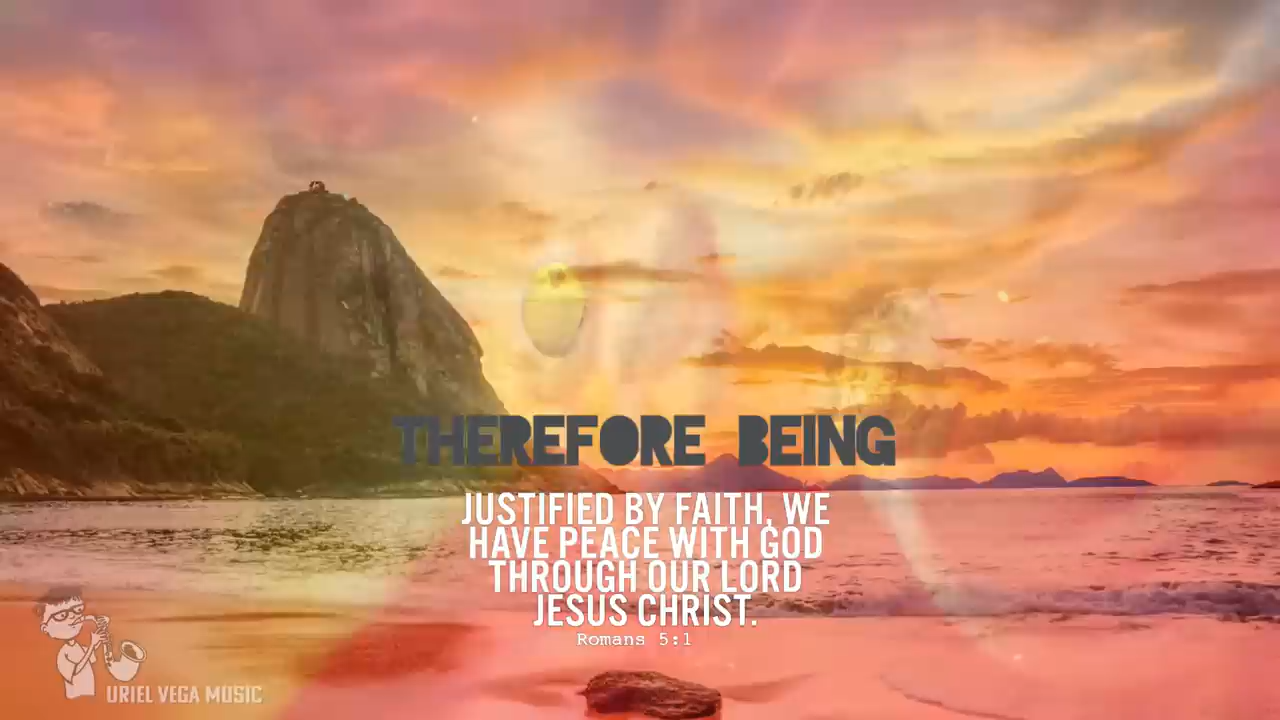 THEREFORE BEING
JUSTIFIED BY FAITH, WE
HAVE PEACE WITH GOD
THROUGH OUR LORD
JESUS CHRIST.
Romans 5:1
URIEL VEGA MUSIC